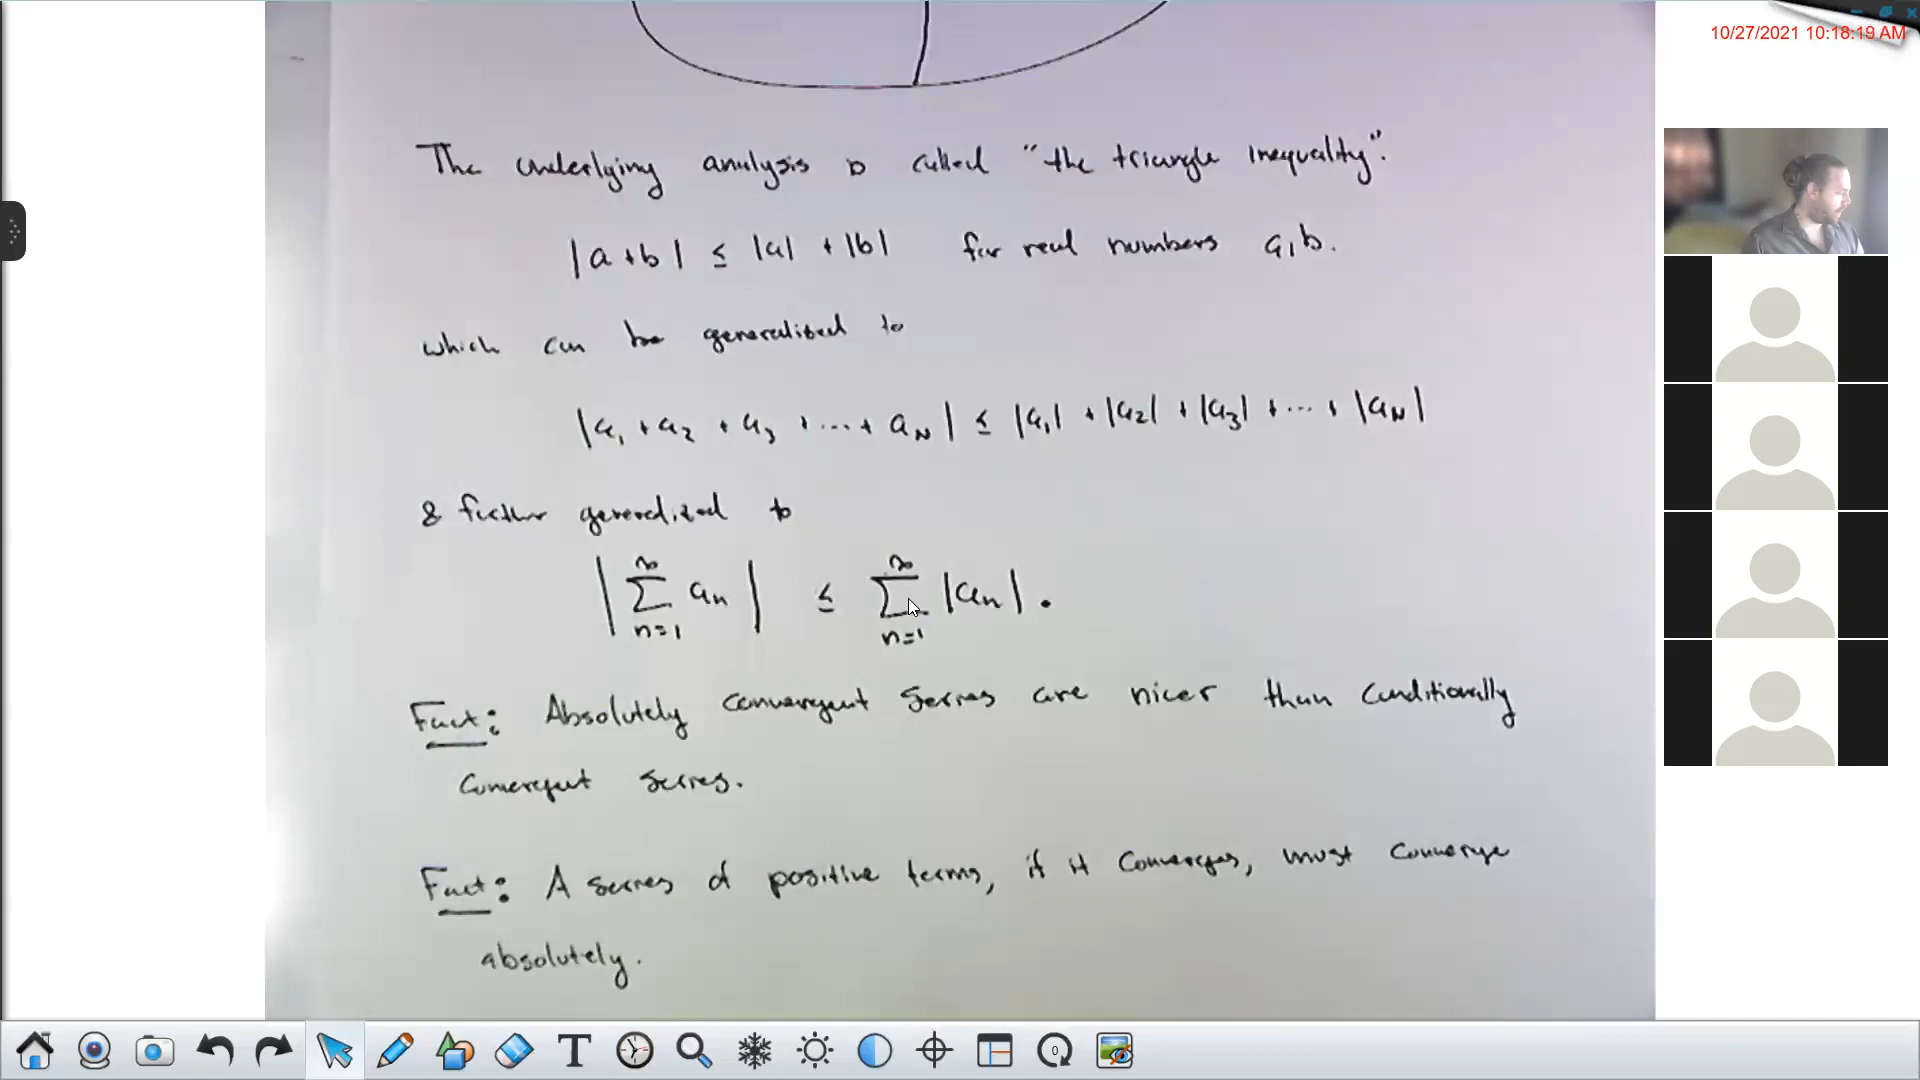 10/27/2021 10:18:19 AM
The underlying analysis is called "the triangle inequality".
|a+b| ≤ |a| + |b| for real numbers a,b.
which can be generalized to
|a₁ + a₂ + a₃ + ... + a_N| ≤ |a₁| + |a₂| + |a₃| + ... + |a_N|
& further generalized to
|∑_{n=1}^{∞} aₙ| ≤ ∑_{n=1}^{∞} |aₙ|.
Fact: Absolutely convergent series are nicer than conditionally
convergent series.
Fact: A series of positive terms, if it converges, must converge
absolutely.
T
0